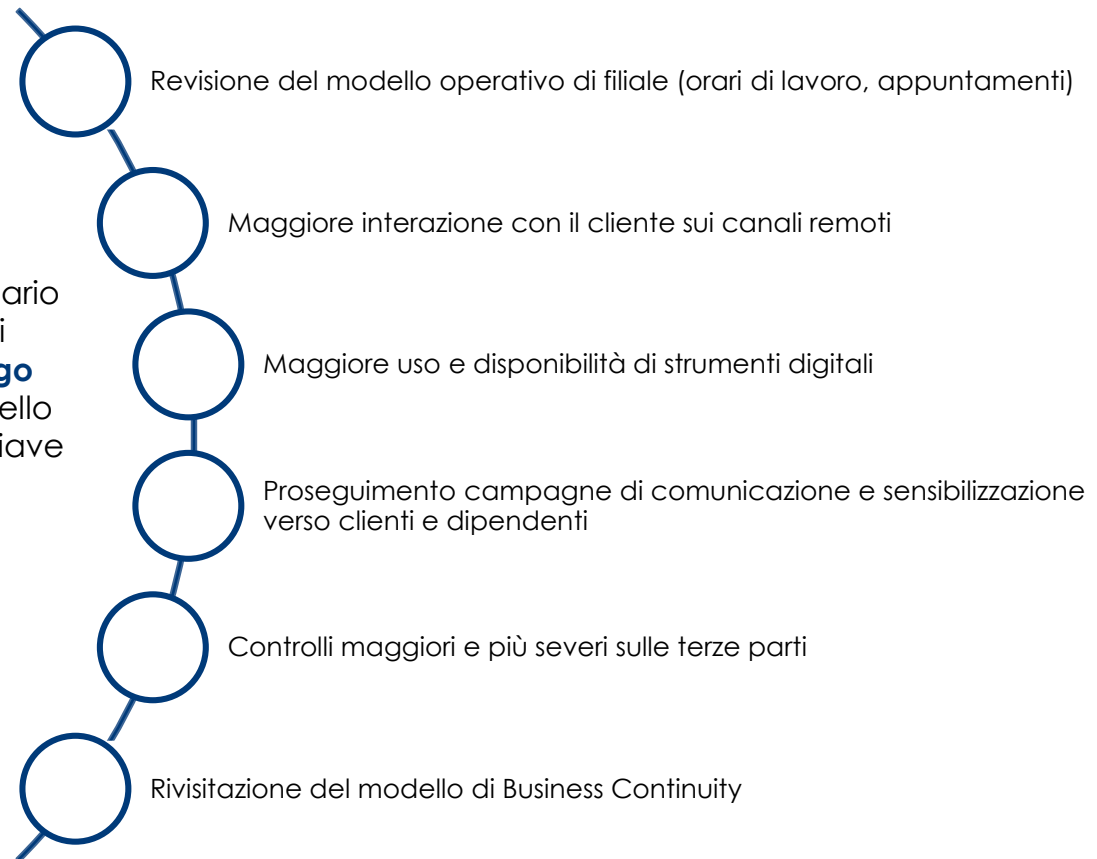 Revisione del modello operativo di filiale (orari di lavoro, appuntamenti)
Maggiore interazione con il cliente sui canali remoti
ario
i
go
ello
iave
Maggiore uso e disponibilità di strumenti digitali
Proseguimento campagne di comunicazione e sensibilizzazione
verso clienti e dipendenti
Controlli maggiori e più severi sulle terze parti
Rivisitazione del modello di Business Continuity